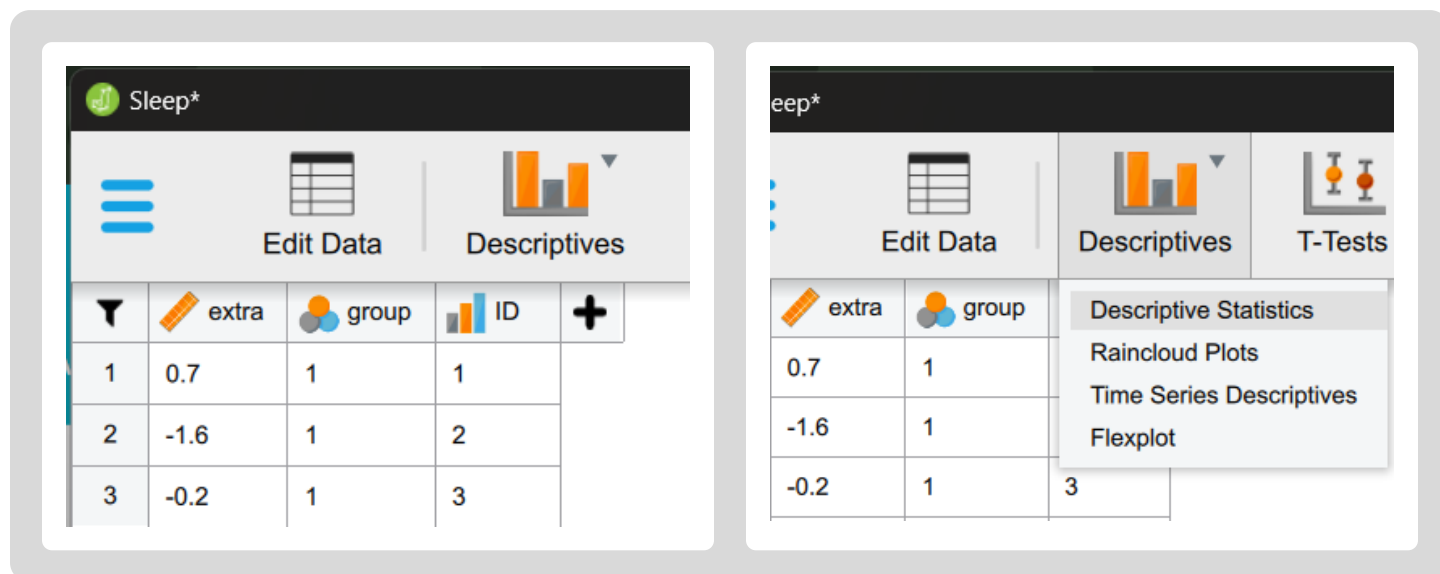 Sleep*
Edit Data Descriptives
extra group ID
1 0.7 1 1
2 -1.6 1 2
3 -0.2 1 3
eep*
Edit Data Descriptives T-Tests
extra group
Descriptive Statistics
Raincloud Plots
Time Series Descriptives
Flexplot
0.7 1
-1.6 1
-0.2 1 3